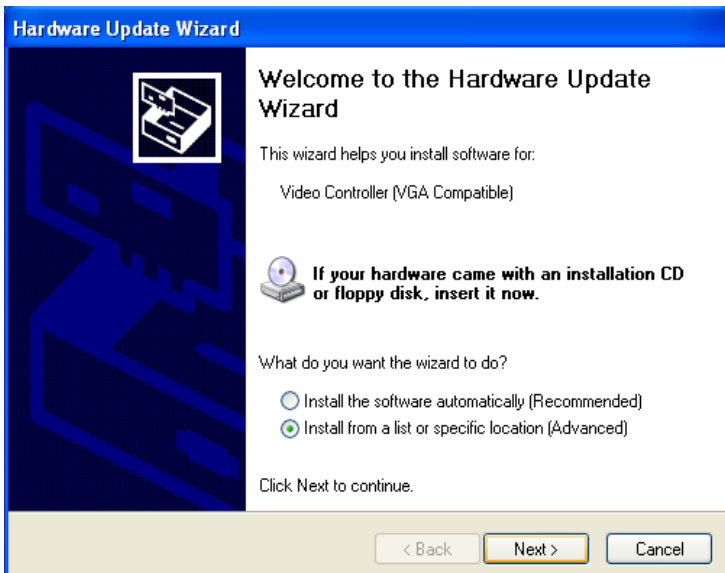 Hardware Update Wizard
Welcome to the Hardware Update
Wizard
This wizard helps you install software for:
Video Controller (VGA Compatible)
If your hardware came with an installation CD
or floppy disk, insert it now.
What do you want the wizard to do?
Install the software automatically (Recommended)
Install from a list or specific location (Advanced)
Click Next to continue.
< Back
Next >
Cancel